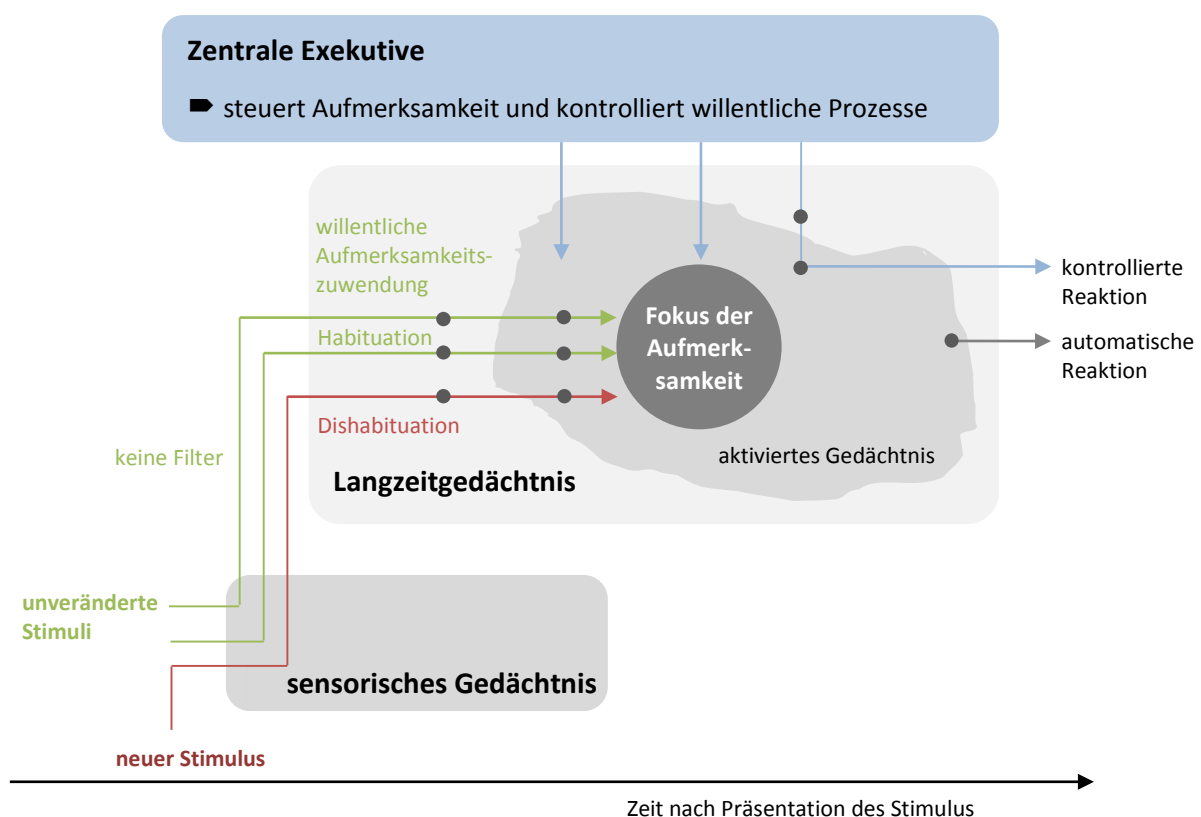 Zentrale Exekutive
steuert Aufmerksamkeit und kontrolliert willentliche Prozesse
willentliche
Aufmerksamkeits-
zuwendung
Habituation
Dishabituation
Fokus der
Aufmerk-
samkeit
kontrollierte
Reaktion
automatische
Reaktion
aktiviertes Gedächtnis
keine Filter
Langzeitgedächtnis
unveränderte
Stimuli
sensorisches Gedächtnis
neuer Stimulus
Zeit nach Präsentation des Stimulus